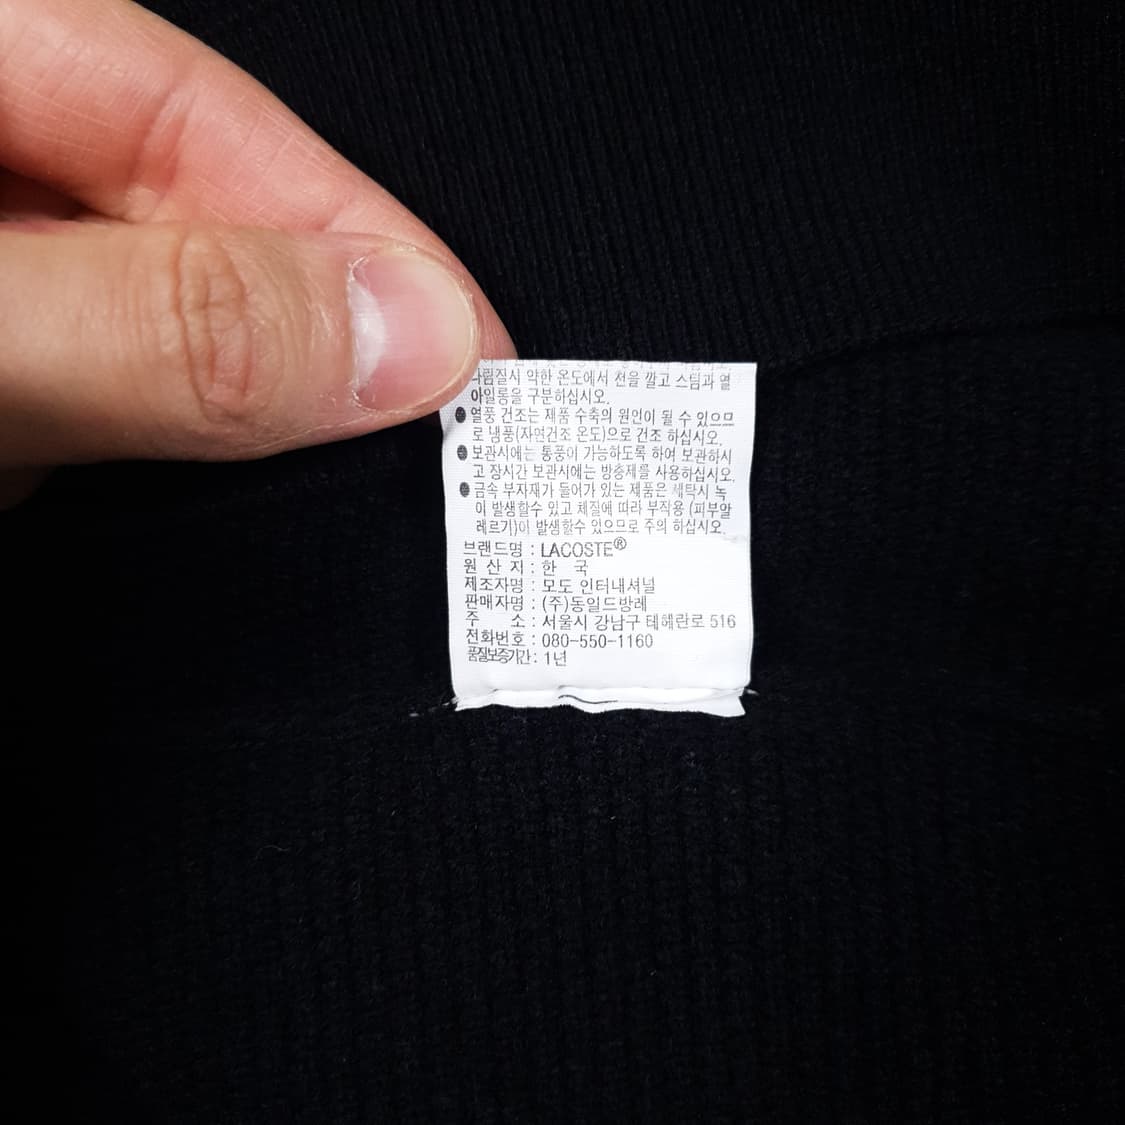 다림질시 약한 온도에서 천을 깔고 스팀과 열
아일롱을 구분하십시오.
● 열풍 건조는 제품 수축의 원인이 될 수 있으므
로 냉풍(자연건조 온도)으로 건조 하십시오.
● 보관시에는 통풍이 가능하도록 하여 보관하시
고 장시간 보관시에는 방충제를 사용하십시오.
● 금속 부자재가 들어가 있는 제품은 세탁시 녹
이 발생할수 있고 체질에 따라 부작용 (피부알
레르기)이 발생할수 있으므로 주의 하십시오.
브랜드명 : LACOSTE®
원 산 지 : 한 국
제조자명 : 모도 인터내셔널
판매자명 : (주)동일드방레
주 소 : 서울시 강남구 테헤란로 516
전화번호 : 080-550-1160
품질보증기간 : 1년